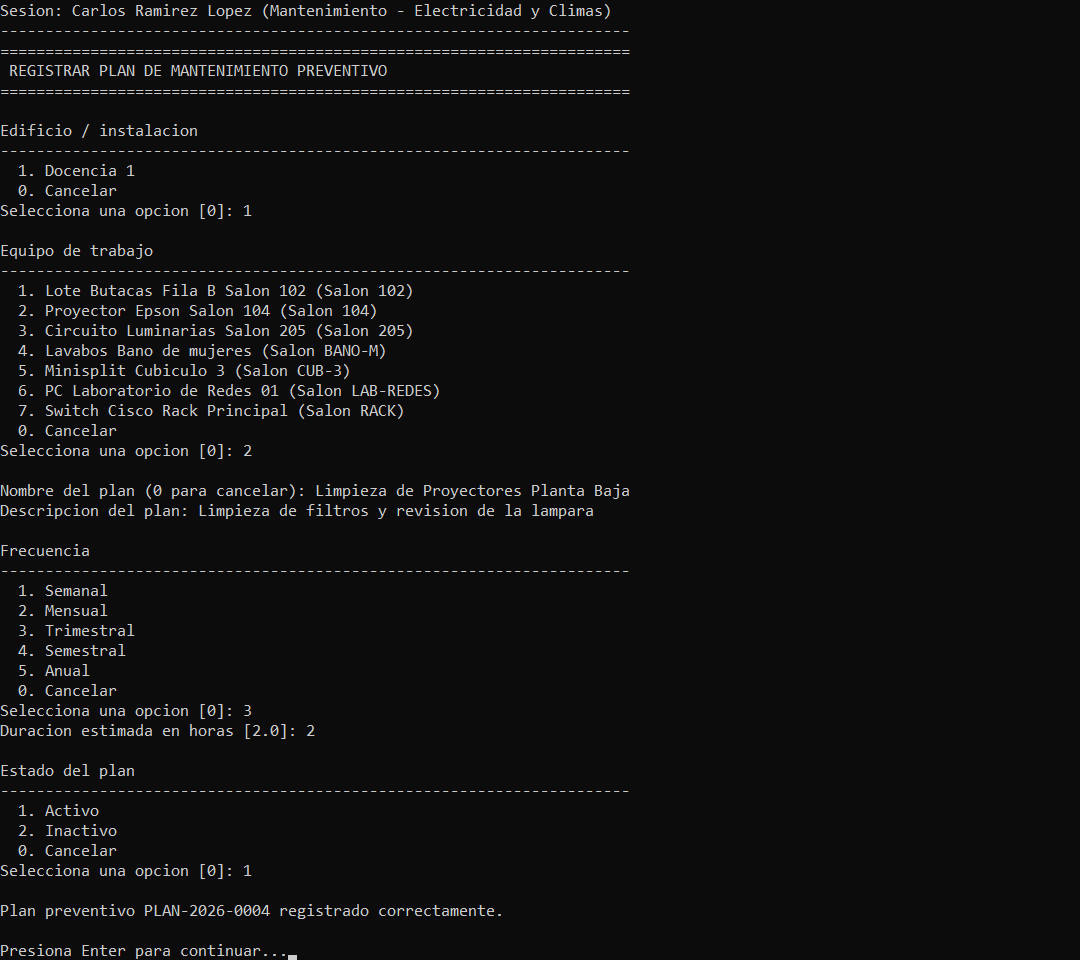 Sesion: Carlos Ramirez Lopez (Mantenimiento - Electricidad y Climas)
----------------------------------------------------------------------
======================================================================
 REGISTRAR PLAN DE MANTENIMIENTO PREVENTIVO
======================================================================

Edificio / instalacion
----------------------------------------------------------------------
  1. Docencia 1
  0. Cancelar
Selecciona una opcion [0]: 1

Equipo de trabajo
----------------------------------------------------------------------
  1. Lote Butacas Fila B Salon 102 (Salon 102)
  2. Proyector Epson Salon 104 (Salon 104)
  3. Circuito Luminarias Salon 205 (Salon 205)
  4. Lavabos Bano de mujeres (Salon BANO-M)
  5. Minisplit Cubiculo 3 (Salon CUB-3)
  6. PC Laboratorio de Redes 01 (Salon LAB-REDES)
  7. Switch Cisco Rack Principal (Salon RACK)
  0. Cancelar
Selecciona una opcion [0]: 2

Nombre del plan (0 para cancelar): Limpieza de Proyectores Planta Baja
Descripcion del plan: Limpieza de filtros y revision de la lampara

Frecuencia
----------------------------------------------------------------------
  1. Semanal
  2. Mensual
  3. Trimestral
  4. Semestral
  5. Anual
  0. Cancelar
Selecciona una opcion [0]: 3
Duracion estimada en horas [2.0]: 2

Estado del plan
----------------------------------------------------------------------
  1. Activo
  2. Inactivo
  0. Cancelar
Selecciona una opcion [0]: 1

Plan preventivo PLAN-2026-0004 registrado correctamente.

Presiona Enter para continuar...